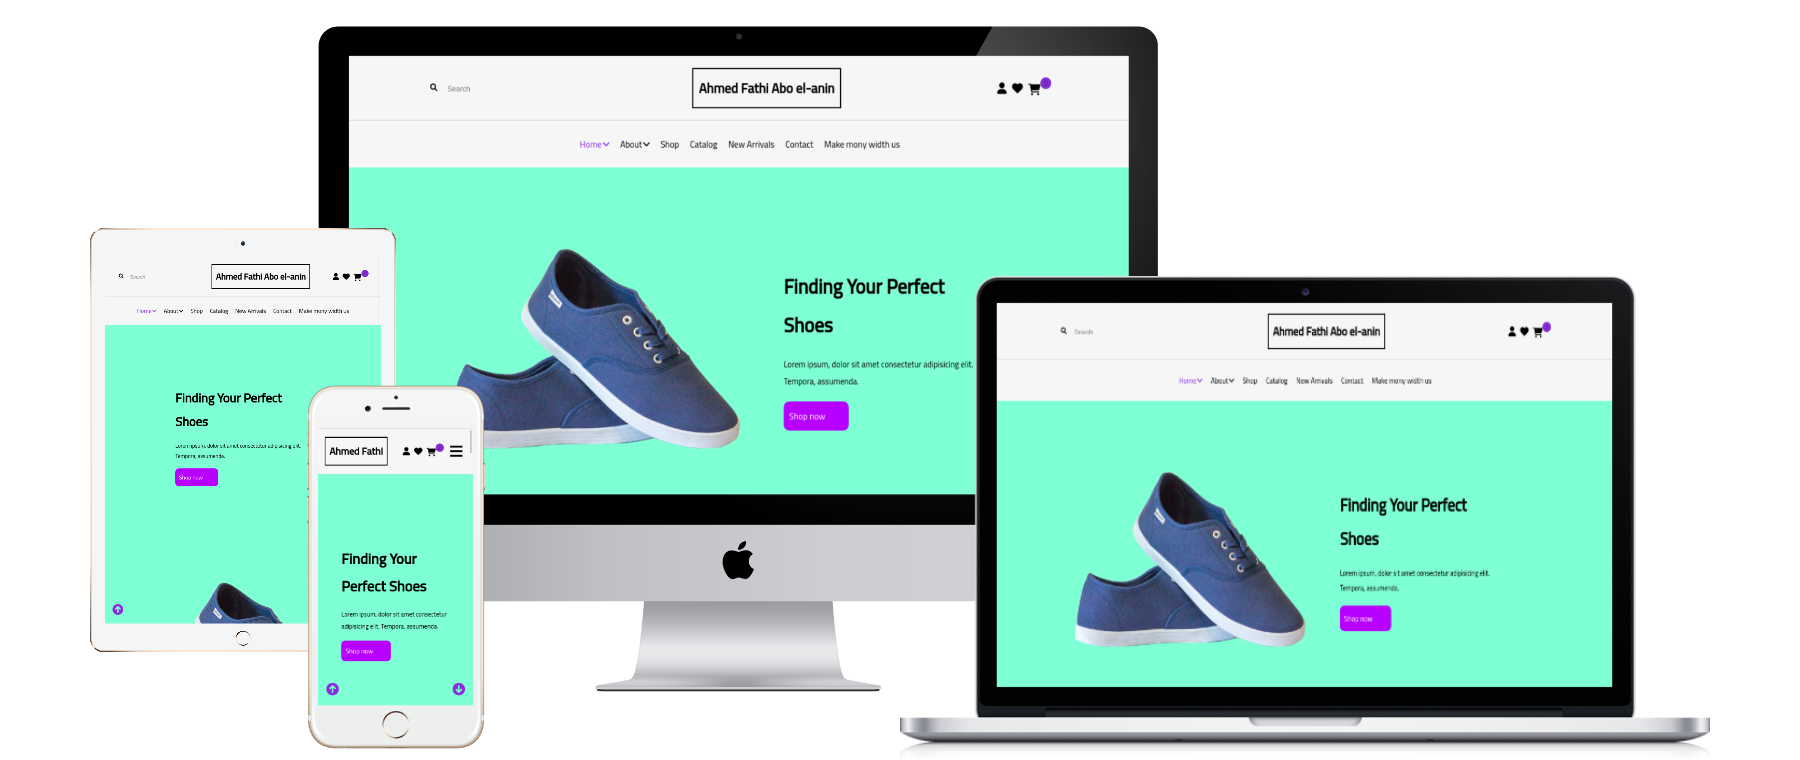 Search
Ahmed Fathi Abo el-anin
Home About Shop Catalog New Arrivals Contact Make mony width us
Finding Your Perfect
Shoes
Lorem ipsum, dolor sit amet consectetur adipisicing elit.
Tempora, assumenda.
Shop now
Search
Ahmed Fathi Abo el-anin
Home About Shop Catalog New Arrivals Contact Make mony width us
Finding Your Perfect
Shoes
Lorem ipsum, dolor sit amet consectetur adipisicing elit.
Tempora, assumenda.
Shop now
Ahmed Fathi
Finding Your
Perfect Shoes
Lorem ipsum, dolor sit amet consectetur
adipisicing elit. Tempora, assumenda.
Shop now
Search
Ahmed Fathi Abo el-anin
Home About Shop Catalog New Arrivals Contact Make mony width us
Finding Your Perfect
Shoes
Lorem ipsum, dolor sit amet consectetur adipisicing elit.
Tempora, assumenda.
Shop now